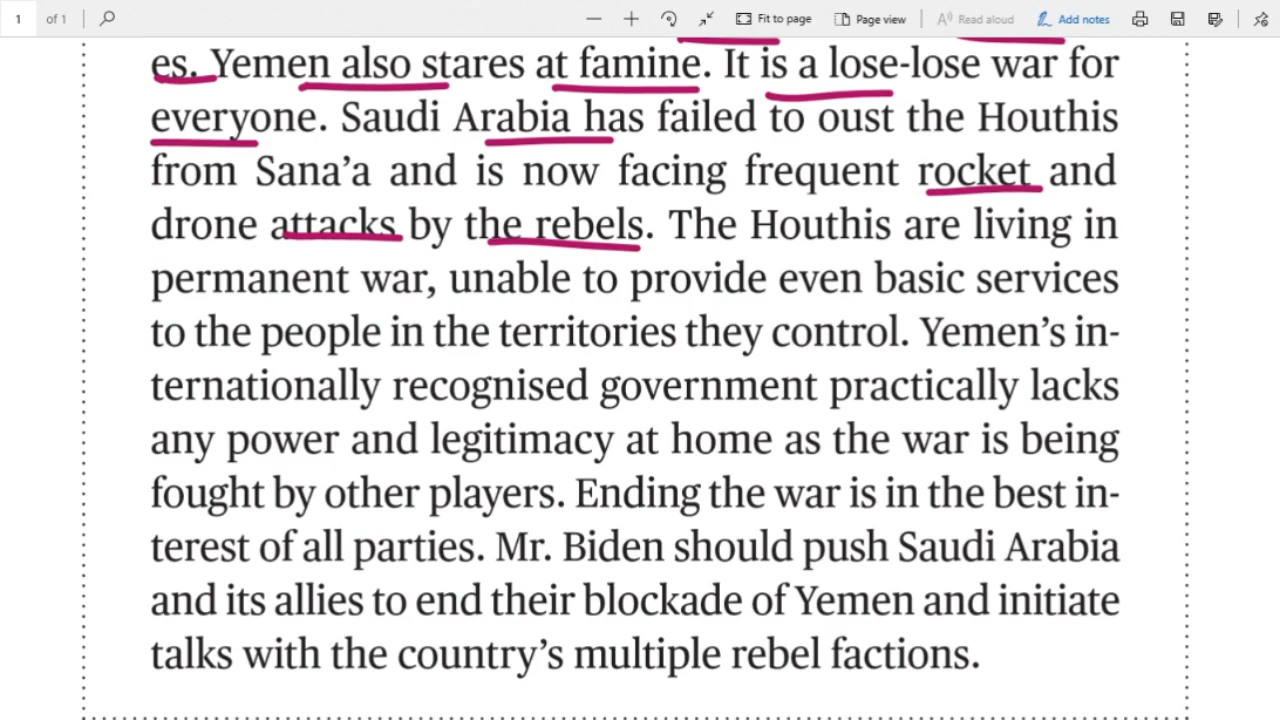 1 of 1 Fit to page Page view Read aloud Add notes
es. Yemen also stares at famine. It is a lose-lose war for
everyone. Saudi Arabia has failed to oust the Houthis
from Sana’a and is now facing frequent rocket and
drone attacks by the rebels. The Houthis are living in
permanent war, unable to provide even basic services
to the people in the territories they control. Yemen’s in-
ternationally recognised government practically lacks
any power and legitimacy at home as the war is being
fought by other players. Ending the war is in the best in-
terest of all parties. Mr. Biden should push Saudi Arabia
and its allies to end their blockade of Yemen and initiate
talks with the country’s multiple rebel factions.